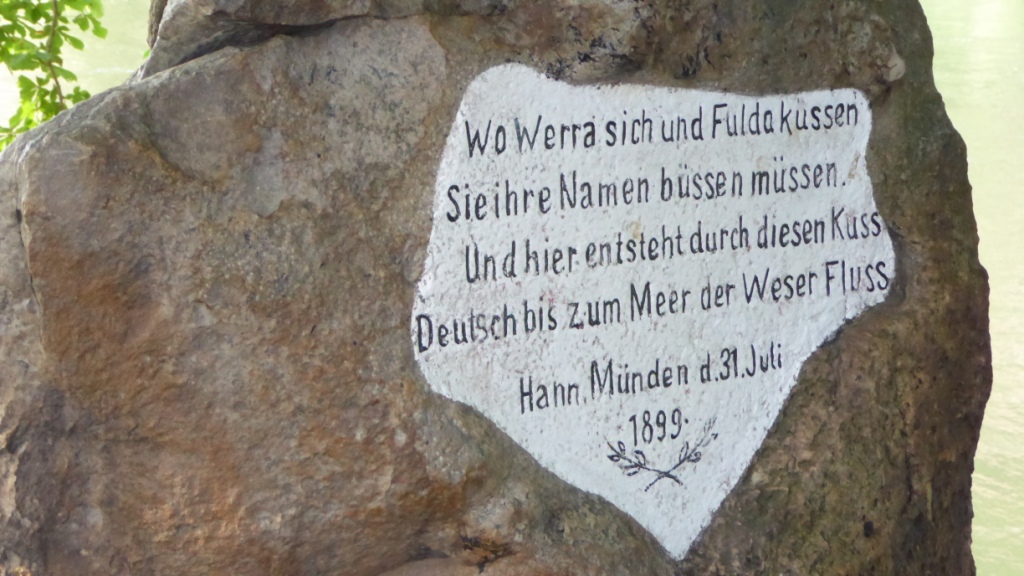 Wo Werra sich und Fulda kussen
Sie ihre Namen büssen müssen.
Und hier entsteht durch diesen Kuss
Deutsch bis zum Meer der Weser Fluss
Hann. Münden d. 31. Juli
1899.